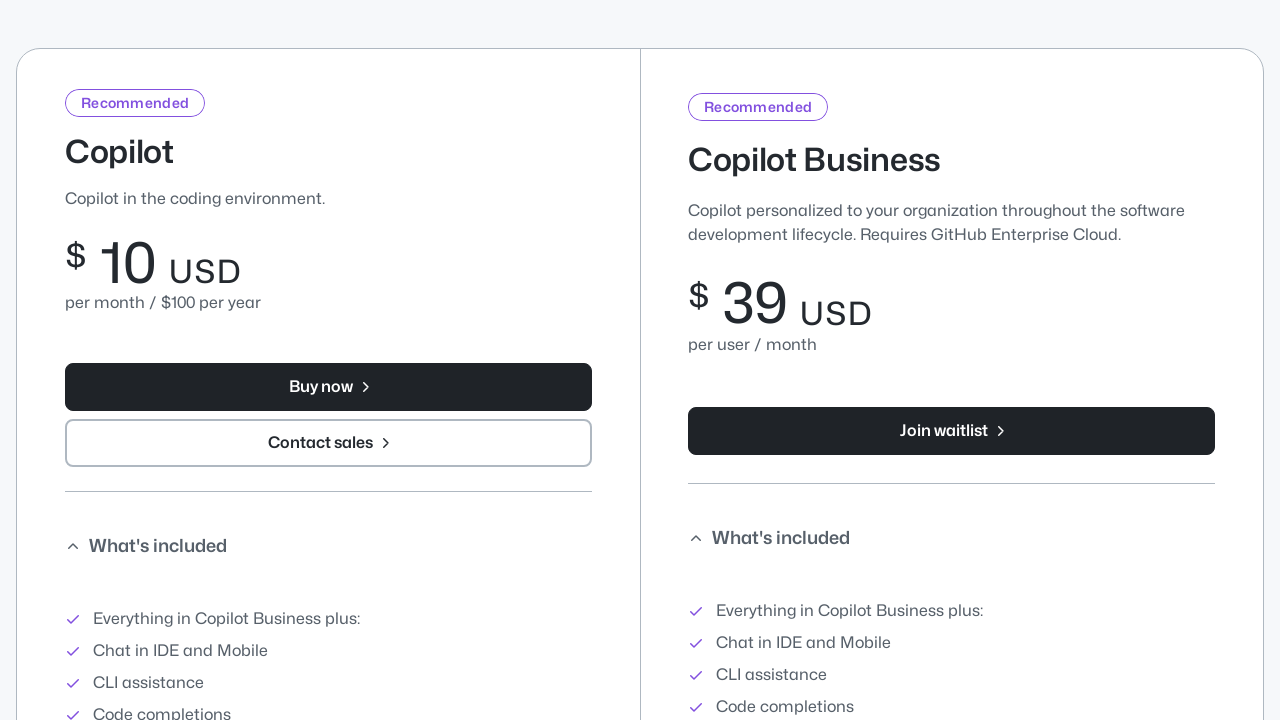 Recommended
Copilot
Copilot in the coding environment.
$ 10 USD
per month / $100 per year
Buy now
Contact sales
What's included
Everything in Copilot Business plus:
Chat in IDE and Mobile
CLI assistance
Code completions
Recommended
Copilot Business
Copilot personalized to your organization throughout the software
development lifecycle. Requires GitHub Enterprise Cloud.
$ 39 USD
per user / month
Join waitlist
What's included
Everything in Copilot Business plus:
Chat in IDE and Mobile
CLI assistance
Code completions